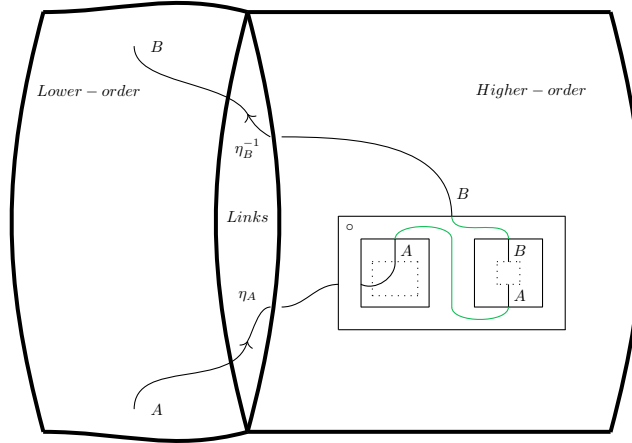 B
Lower − order
Higher − order
η_B^{-1}
B
Links
A
B
η_A
A
A